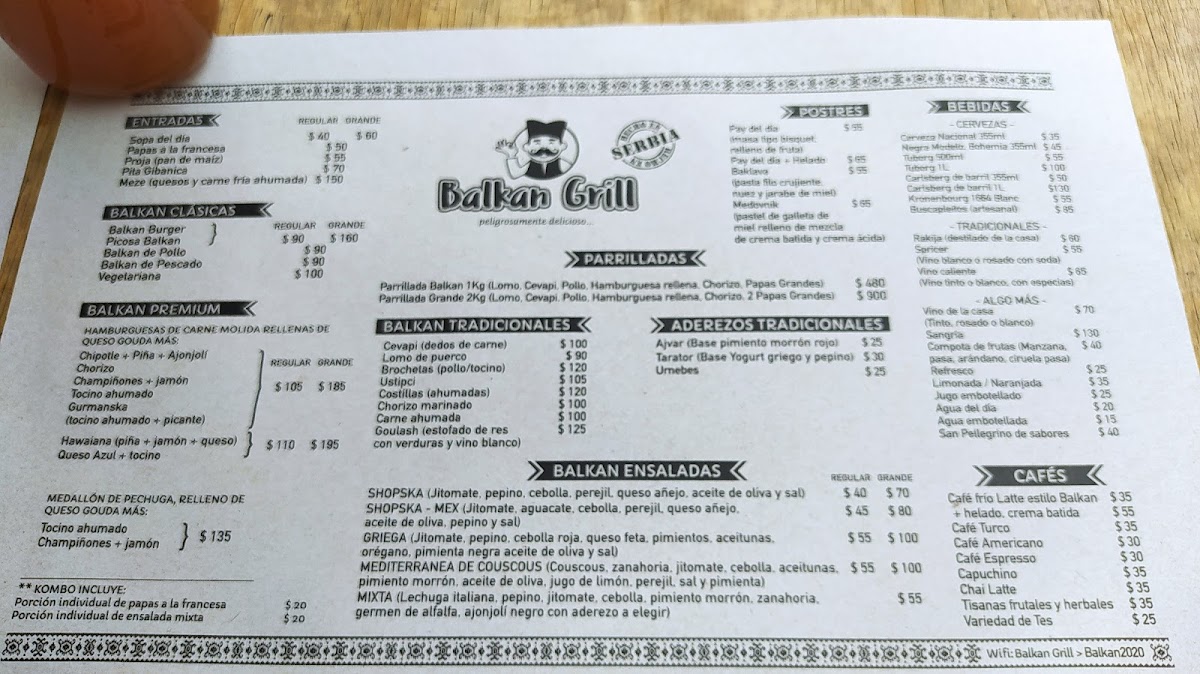 ENTRADAS
REGULAR GRANDE
Sopa del día $ 40 $ 60
Papas a la francesa $ 50
Proja (pan de maíz) $ 55
Pita Gibanica $ 70
Meze (quesos y carne fría ahumada) $ 150
BALKAN CLÁSICAS
REGULAR GRANDE
Balkan Burger
Picosa Balkan
} $ 90 $ 160
Balkan de Pollo $ 90
Balkan de Pescado $ 90
Vegetariana $ 100
BALKAN PREMIUM
HAMBURGUESAS DE CARNE MOLIDA RELLENAS DE
QUESO GOUDA MÁS:
REGULAR GRANDE
Chipotle + Piña + Ajonjolí
Chorizo
Champiñones + jamón
Tocino ahumado
Gurmanska
(tocino ahumado + picante)
$ 105 $ 185
Hawaiana (piña + jamón + queso)
Queso Azul + tocino
} $ 110 $ 195
MEDALLÓN DE PECHUGA, RELLENO DE
QUESO GOUDA MÁS:
Tocino ahumado
Champiñones + jamón
} $ 135
** KOMBO INCLUYE:
Porción individual de papas a la francesa $ 20
Porción individual de ensalada mixta $ 20
SERBIA
Balkan Grill
peligrosamente delicioso...
PARRILLADAS
Parrillada Balkan 1Kg (Lomo, Cevapi, Pollo, Hamburguesa rellena, Chorizo, Papas Grandes) $ 480
Parrillada Grande 2Kg (Lomo, Cevapi, Pollo, Hamburguesa rellena, Chorizo, 2 Papas Grandes) $ 900
BALKAN TRADICIONALES
Cevapi (dedos de carne) $ 100
Lomo de puerco $ 90
Brochetas (pollo/tocino) $ 120
Ustipci $ 105
Costillas (ahumadas) $ 120
Chorizo marinado $ 100
Carne ahumada $ 100
Goulash (estofado de res $ 125
con verduras y vino blanco)
ADEREZOS TRADICIONALES
Ajvar (Base pimiento morrón rojo) $ 25
Tarator (Base Yogurt griego y pepino) $ 30
Urnebes $ 25
BALKAN ENSALADAS
REGULAR GRANDE
SHOPSKA (Jitomate, pepino, cebolla, perejil, queso añejo, aceite de oliva y sal) $ 40 $ 70
SHOPSKA - MEX (Jitomate, aguacate, cebolla, perejil, queso añejo, $ 45 $ 80
aceite de oliva, pepino y sal)
GRIEGA (Jitomate, pepino, cebolla roja, queso feta, pimientos, aceitunas, $ 55 $ 100
orégano, pimienta negra aceite de oliva y sal)
MEDITERRANEA DE COUSCOUS (Couscous, zanahoria, jitomate, cebolla, aceitunas, $ 55 $ 100
pimiento morrón, aceite de oliva, jugo de limón, perejil, sal y pimienta)
MIXTA (Lechuga italiana, pepino, jitomate, cebolla, pimiento morrón, zanahoria, $ 55
germen de alfalfa, ajonjolí negro con aderezo a elegir)
POSTRES
Pay del día $ 55
(masa tipo bisquet,
relleno de fruta)
Pay del día + Helado $ 65
Baklava $ 55
(pasta filo crujiente,
nuez y jarabe de miel)
Medovnik $ 65
(pastel de galleta de
miel relleno de mezcla
de crema batida y crema ácida)
BEBIDAS
- CERVEZAS -
Cerveza Nacional 355ml $ 35
Negra Modelo, Bohemia 355ml $ 45
Tuborg 500ml $ 55
Tuborg 1L $ 100
Carlsberg de barril 355ml $ 50
Carlsberg de barril 1L $130
Kronenbourg 1664 Blanc $ 55
Buscapleitos (artesanal) $ 85
- TRADICIONALES -
Rakija (destilado de la casa) $ 60
Spricer $ 55
(Vino blanco o rosado con soda)
Vino caliente $ 65
(Vino tinto o blanco, con especias)
- ALGO MÁS -
Vino de la casa $ 70
(Tinto, rosado o blanco)
Sangría $ 130
Compota de frutas (Manzana, $ 40
pasa, arándano, ciruela pasa)
Refresco $ 25
Limonada / Naranjada $ 35
Jugo embotellado $ 25
Agua del día $ 20
Agua embotellada $ 15
San Pellegrino de sabores $ 40
CAFÉS
Café frío Latte estilo Balkan $ 35
+ helado, crema batida $ 55
Café Turco $ 35
Café Americano $ 30
Café Espresso $ 30
Capuchino $ 35
Chai Latte $ 35
Tisanas frutales y herbales $ 35
Variedad de Tes $ 25
Wifi: Balkan Grill > Balkan2020